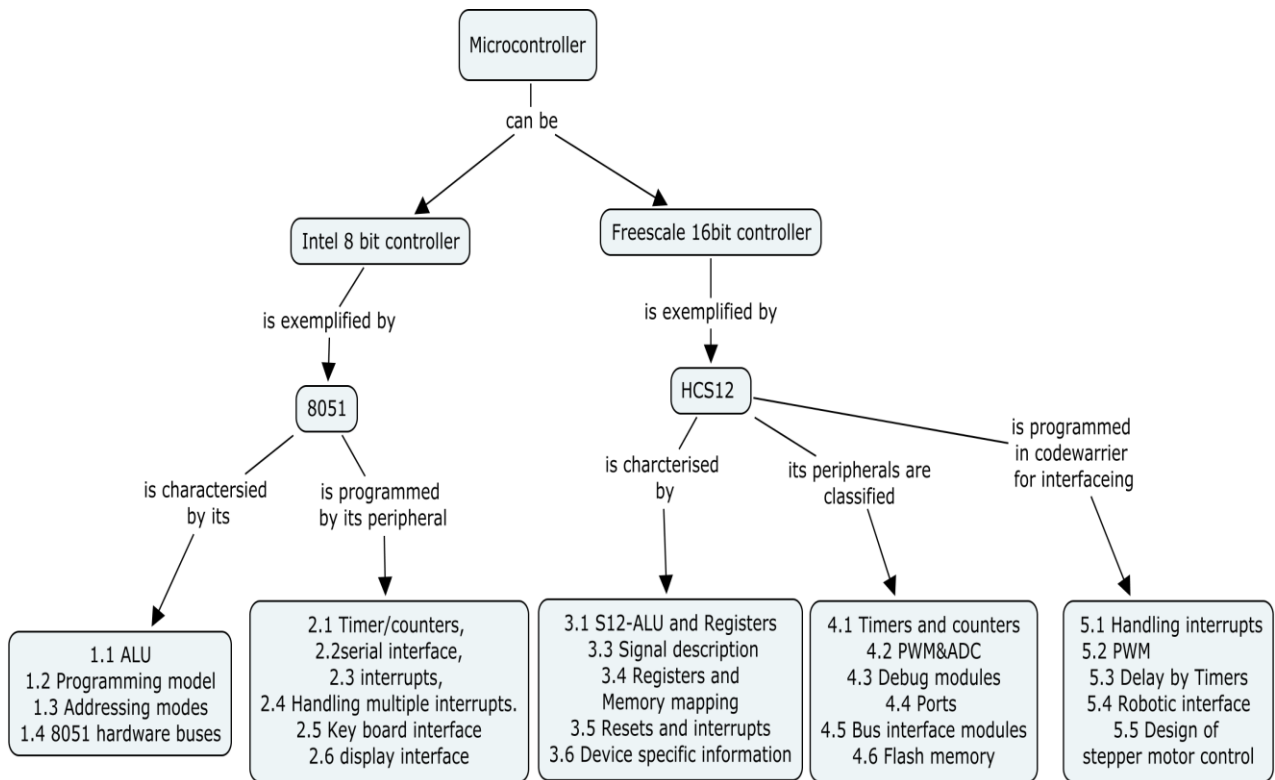 Microcontroller
can be
Intel 8 bit controller
Freescale 16bit controller
is exemplified by
is exemplified by
8051
HCS12
is charactersied
by its
is programmed
by its peripheral
is charcterised
by
its peripherals are
classified
is programmed
in codewarrier
for interfaceing
1.1 ALU
1.2 Programming model
1.3 Addressing modes
1.4 8051 hardware buses
2.1 Timer/counters,
2.2serial interface,
2.3 interrupts,
2.4 Handling multiple interrupts.
2.5 Key board interface
2.6 display interface
3.1 S12-ALU and Registers
3.3 Signal description
3.4 Registers and
Memory mapping
3.5 Resets and interrupts
3.6 Device specific information
4.1 Timers and counters
4.2 PWM&ADC
4.3 Debug modules
4.4 Ports
4.5 Bus interface modules
4.6 Flash memory
5.1 Handling interrupts
5.2 PWM
5.3 Delay by Timers
5.4 Robotic interface
5.5 Design of
stepper motor control